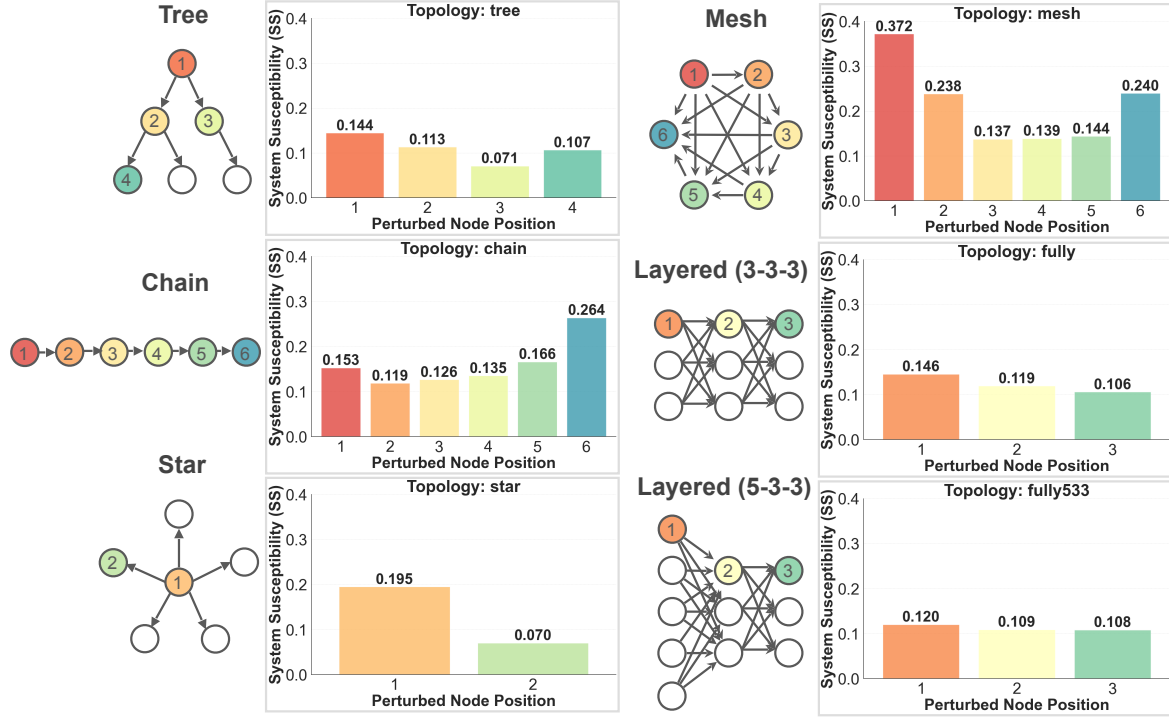 Tree
1
2
3
4
Topology: tree
System Susceptibility (SS)
0.4
0.3
0.2
0.1
0.0
0.144
0.113
0.071
0.107
1 2 3 4
Perturbed Node Position
Mesh
1
2
6
3
5
4
Topology: mesh
System Susceptibility (SS)
0.4
0.3
0.2
0.1
0.0
0.372
0.238
0.137
0.139
0.144
0.240
1 2 3 4 5 6
Perturbed Node Position
Chain
1 2 3 4 5 6
Topology: chain
System Susceptibility (SS)
0.4
0.3
0.2
0.1
0.0
0.153
0.119
0.126
0.135
0.166
0.264
1 2 3 4 5 6
Perturbed Node Position
Layered (3-3-3)
1 2 3
Topology: fully
System Susceptibility (SS)
0.4
0.3
0.2
0.1
0.0
0.146
0.119
0.106
1 2 3
Perturbed Node Position
Star
2
1
Topology: star
System Susceptibility (SS)
0.4
0.3
0.2
0.1
0.0
0.195
0.070
1 2
Perturbed Node Position
Layered (5-3-3)
1
2
3
Topology: fully533
System Susceptibility (SS)
0.4
0.3
0.2
0.1
0.0
0.120
0.109
0.108
1 2 3
Perturbed Node Position